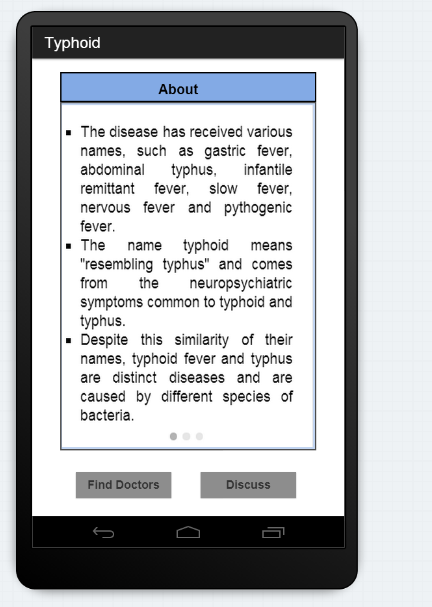 Typhoid
About
▪ The disease has received various
names, such as gastric fever,
abdominal typhus, infantile
remittant fever, slow fever,
nervous fever and pythogenic
fever.
▪ The name typhoid means
"resembling typhus" and comes
from the neuropsychiatric
symptoms common to typhoid and
typhus.
▪ Despite this similarity of their
names, typhoid fever and typhus
are distinct diseases and are
caused by different species of
bacteria.
Find Doctors
Discuss